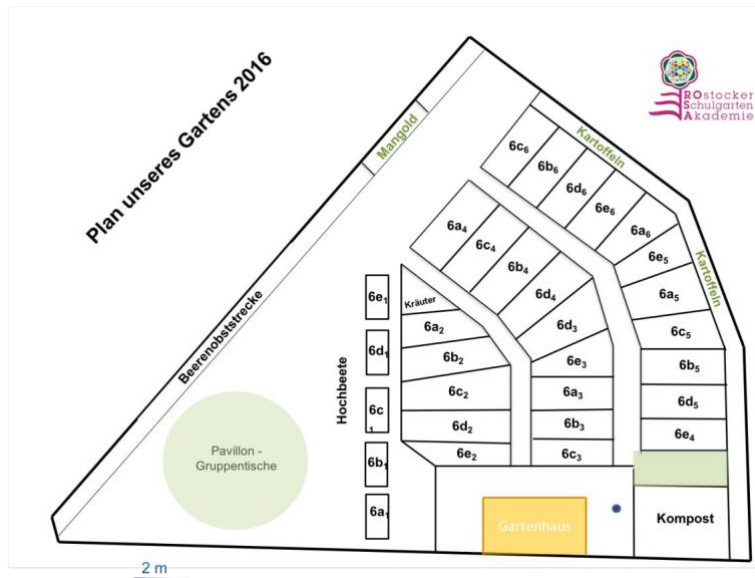 Plan unseres Gartens 2016
ROstocker
Schulgarten
Akademie
Mangold
Kartoffeln
6c₆
6b₆
6d₆
6e₆
6a₆
6e₅
6a₅
6c₅
6b₅
6d₅
6e₄
Kartoffeln
6a₄
6c₄
6b₄
6d₄
6d₃
6e₃
6a₃
6b₃
6c₃
Kräuter
6a₂
6b₂
6c₂
6d₂
6e₂
Beerenobststrecke
Hochbeete
6e₁
6d₁
6c
1
6b₁
6a₁
Pavillon -
Gruppentische
Gartenhaus
Kompost
2 m